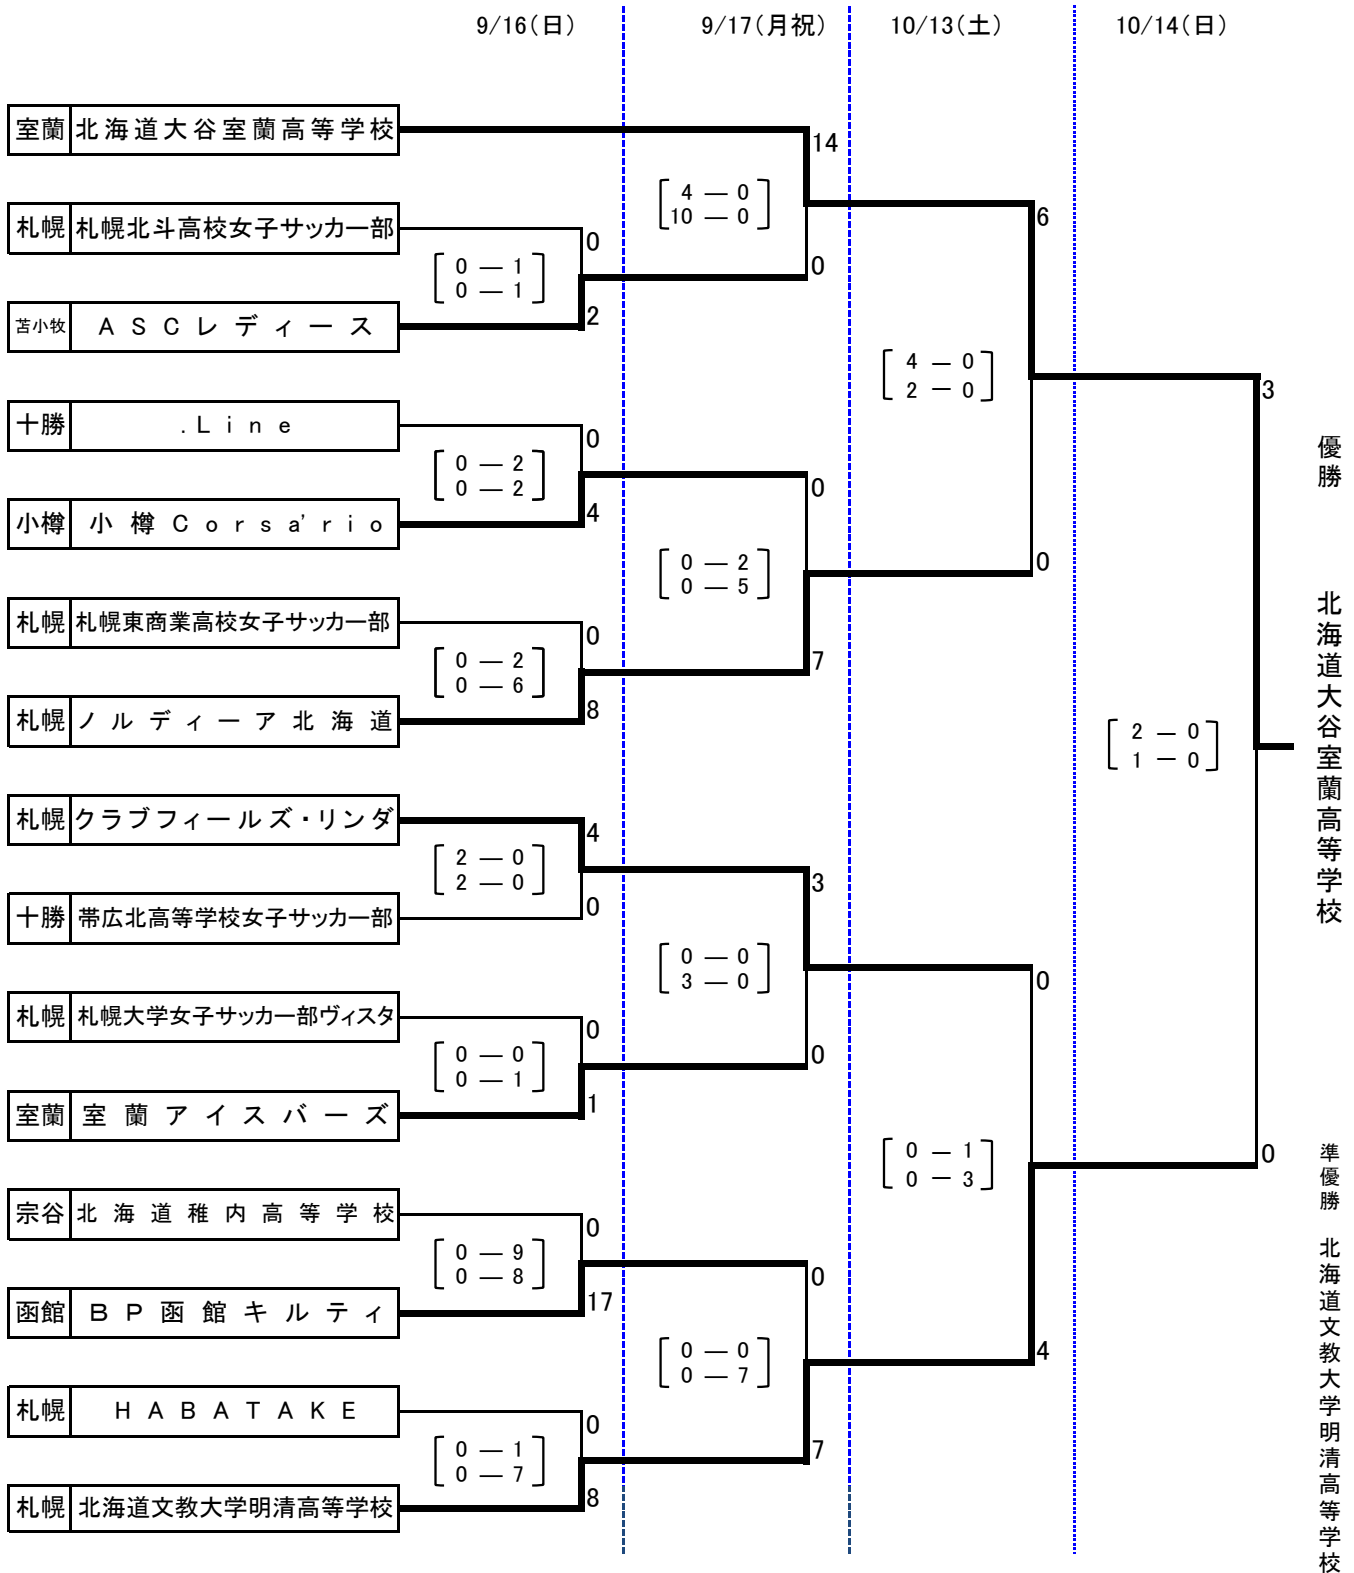 9/16(日) 9/17(月祝) 10/13(土) 10/14(日)
室蘭 北海道大谷室蘭高等学校
14
4 ― 0
10 ― 0
6
札幌 札幌北斗高校女子サッカー部
0
0 ― 1
0 ― 1
0
苫小牧 ASCレディース
2
4 ― 0
2 ― 0
3
十勝 .Line
0
0 ― 2
0 ― 2
0
小樽 小樽Corsa'rio
4
0 ― 2
0 ― 5
0
札幌 札幌東商業高校女子サッカー部
0
0 ― 2
0 ― 6
7
札幌 ノルディーア北海道
8
2 ― 0
1 ― 0
札幌 クラブフィールズ・リンダ
4
2 ― 0
2 ― 0
3
十勝 帯広北高等学校女子サッカー部
0
0 ― 0
3 ― 0
0
札幌 札幌大学女子サッカー部ヴィスタ
0
0 ― 0
0 ― 1
0
室蘭 室蘭アイスバーズ
1
0 ― 1
0 ― 3
0
宗谷 北海道稚内高等学校
0
0 ― 9
0 ― 8
0
函館 BP函館キルティ
17
0 ― 0
0 ― 7
4
札幌 HABATAKE
0
0 ― 1
0 ― 7
7
札幌 北海道文教大学明清高等学校
8
優勝 北海道大谷室蘭高等学校
準優勝 北海道文教大学明清高等学校